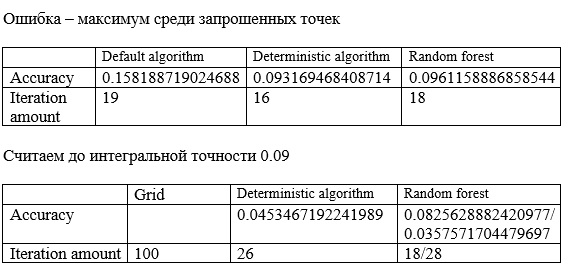 Ошибка – максимум среди запрошенных точек
Default algorithm Deterministic algorithm Random forest
Accuracy 0.158188719024688 0.093169468408714 0.0961158886858544
Iteration 19 16 18
amount
Считаем до интегральной точности 0.09
Grid Deterministic algorithm Random forest
Accuracy 0.0453467192241989 0.0825628882420977/
0.0357571704479697
Iteration amount 100 26 18/28